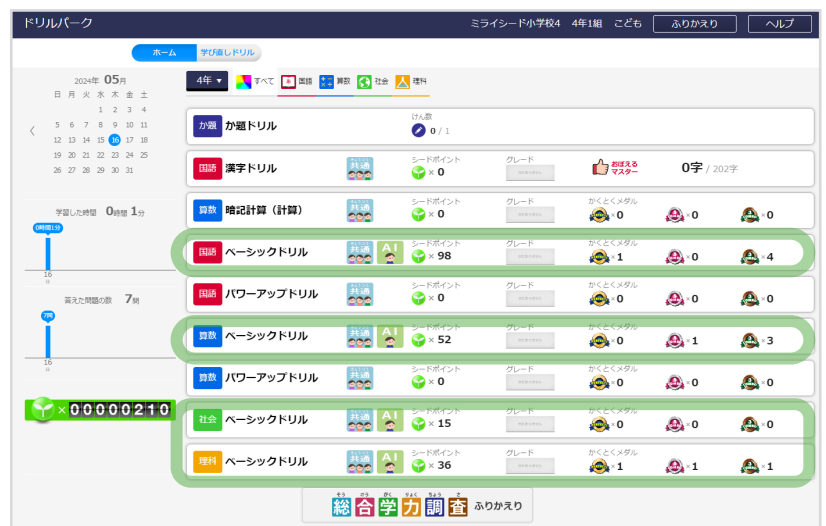 ドリルパーク ミライシード小学校4 4年1組 こども ふりかえり ヘルプ
ホーム 学び直しドリル
2024年 05月
日 月 火 水 木 金 土
1 2 3 4
5 6 7 8 9 10 11
12 13 14 15 16 17 18
19 20 21 22 23 24 25
26 27 28 29 30 31
学習した時間 0時間 1分
0時間1分
16
答えた問題の数 7問
7問
16
× 00000210
4年 ▼ すべて 国語 算数 社会 理科
か題 か題ドリル けん数 0 / 1
国語 漢字ドリル 共通 シードポイント × 0 グレード おぼえるマスター 0字 / 202字
算数 暗記計算（計算） 共通 シードポイント × 0 グレード かくとくメダル ×0 ×0 ×0
国語 ベーシックドリル 共通 AI シードポイント × 98 グレード かくとくメダル ×1 ×0 ×4
国語 パワーアップドリル 共通 シードポイント × 0 グレード かくとくメダル ×0 ×0 ×0
算数 ベーシックドリル 共通 AI シードポイント × 52 グレード かくとくメダル ×0 ×1 ×3
算数 パワーアップドリル 共通 シードポイント × 0 グレード かくとくメダル ×0 ×0 ×0
社会 ベーシックドリル 共通 AI シードポイント × 15 グレード かくとくメダル ×0 ×0 ×0
理科 ベーシックドリル 共通 AI シードポイント × 36 グレード かくとくメダル ×1 ×0 ×1
そう ごう がく りょく ちょう さ
総合学力調査 ふりかえり